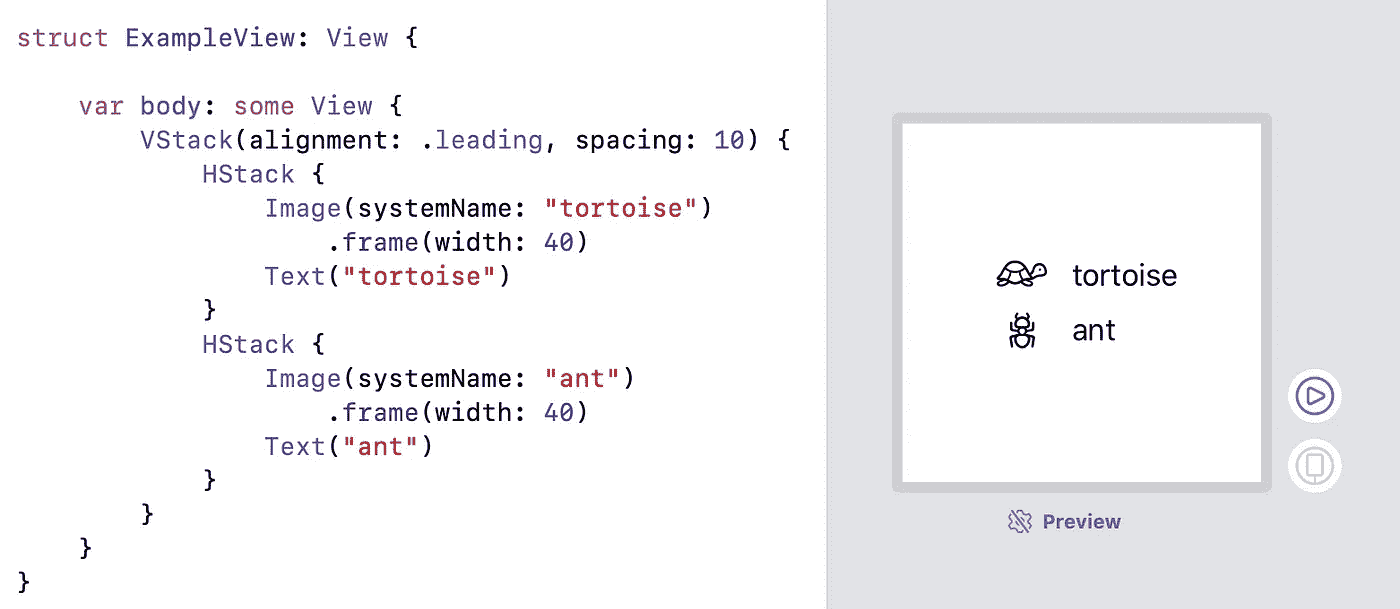 struct ExampleView: View {
    var body: some View {
        VStack(alignment: .leading, spacing: 10) {
            HStack {
                Image(systemName: "tortoise")
                    .frame(width: 40)
                Text("tortoise")
            }
            HStack {
                Image(systemName: "ant")
                    .frame(width: 40)
                Text("ant")
            }
        }
    }
}
tortoise
ant
Preview